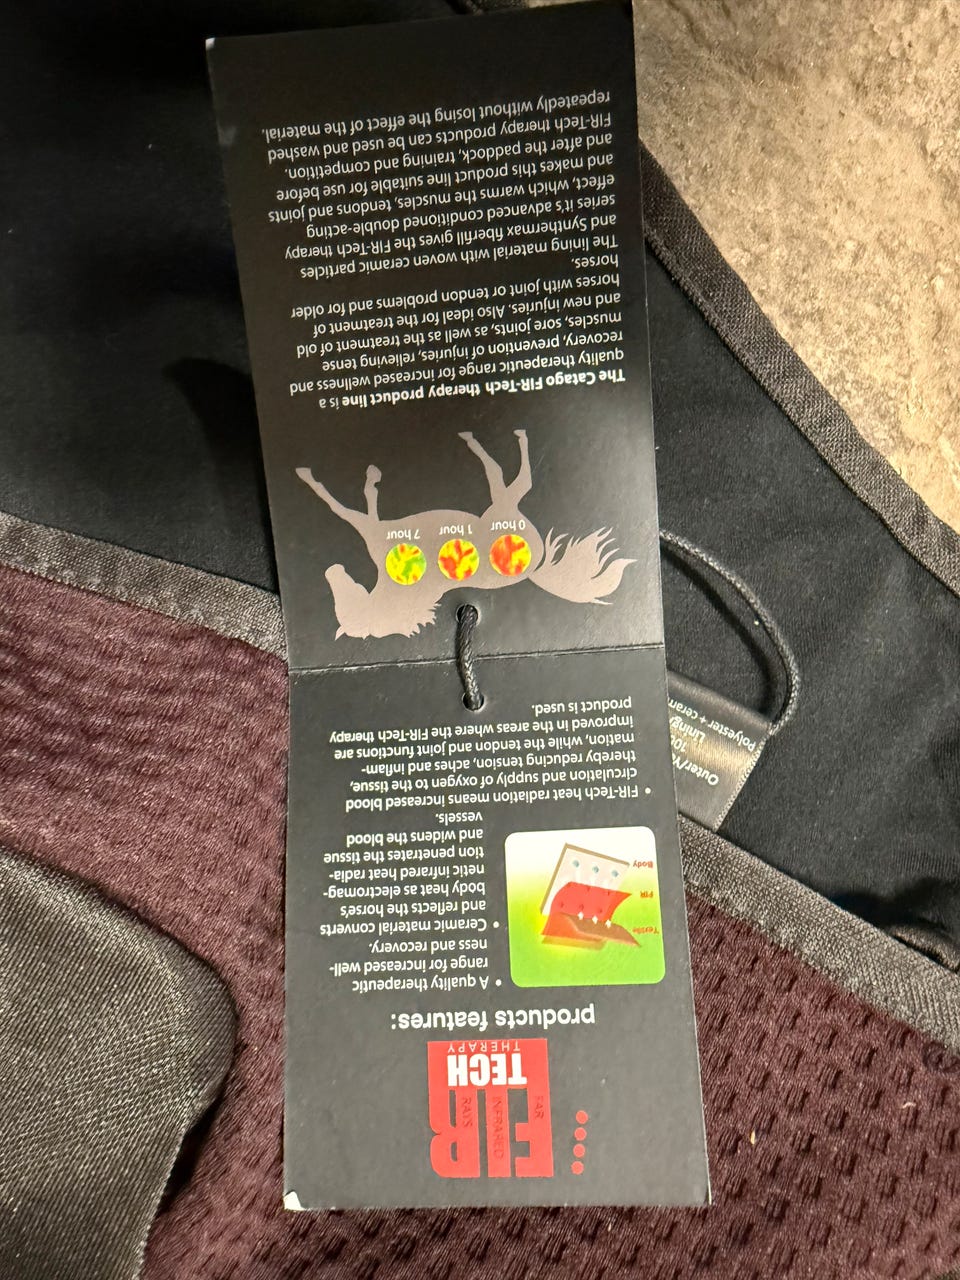 FIR
FAR
INFRARED
RAYS
TECH
THERAPY
products features:
• A quality therapeutic
range for increased well-
ness and recovery.
• Ceramic material converts
and reflects the horse's
body heat as electromag-
netic infrared heat radia-
tion penetrates the tissue
and widens the blood
vessels.
Textile
FIR
Body
• FIR-Tech heat radiation means increased blood
circulation and supply of oxygen to the tissue,
thereby reducing tension, aches and inflam-
mation, while the tendon and joint functions are
improved in the areas where the FIR-Tech therapy
product is used.
0 hour
1 hour
7 hour
The Catago FIR-Tech therapy product line is a
quality therapeutic range for increased wellness and
recovery, prevention of injuries, relieving tense
muscles, sore joints, as well as the treatment of old
and new injuries. Also ideal for the treatment of
horses with joint or tendon problems and for older
horses.
The lining material with woven ceramic particles
and Synthermax fiberfill gives the FIR-Tech therapy
series it's advanced conditioned double-acting
effect, which warms the muscles, tendons and joints
and makes this product line suitable for use before
and after the paddock, training and competition.
FIR-Tech therapy products can be used and washed
repeatedly without losing the effect of the material.
Lining
Polyester +